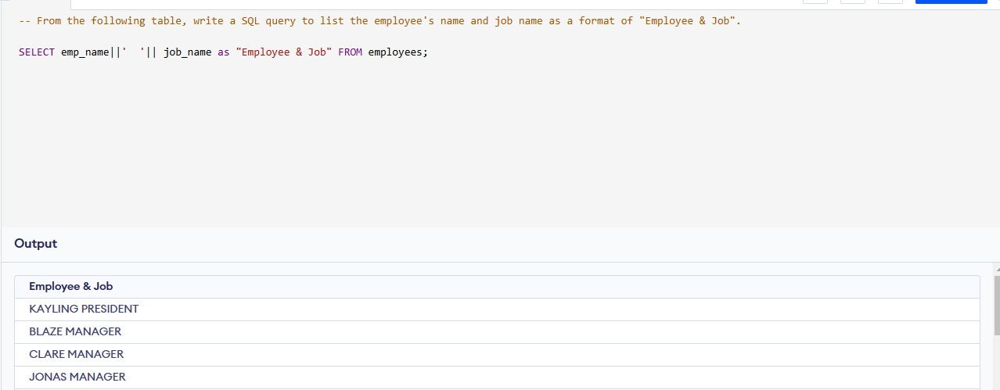 -- From the following table, write a SQL query to list the employee's name and job name as a format of "Employee & Job".
SELECT emp_name||'  '|| job_name as "Employee & Job" FROM employees;
Output
Employee & Job
KAYLING PRESIDENT
BLAZE MANAGER
CLARE MANAGER
JONAS MANAGER